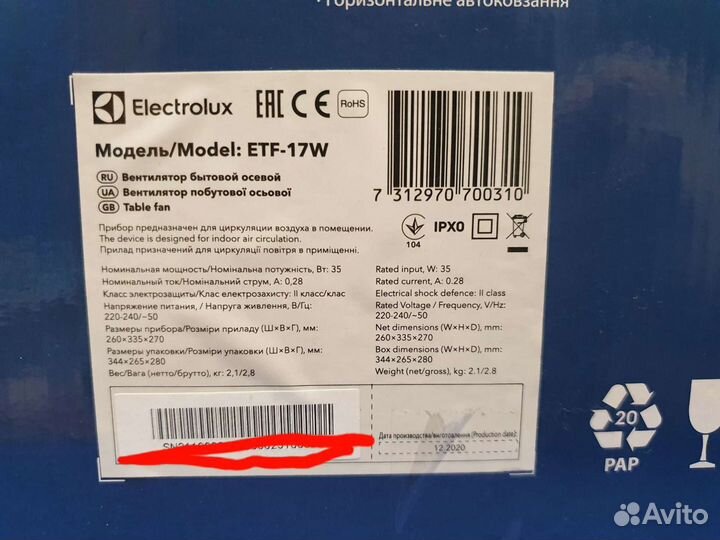 • Горизонтальне автоковзання
Electrolux
EAC CE RoHS
Модель/Model: ETF-17W
RU Вентилятор бытовой осевой
UA Вентилятор побутової осьової
GB Table fan
7 312970 700310
Прибор предназначен для циркуляции воздуха в помещении.
The device is designed for indoor air circulation.
Прилад призначений для циркуляції повітря в приміщенні.
104
IPX0
Номинальная мощность/Номінальна потужність, Вт: 35
Номинальный ток/Номінальний струм, А: 0,28
Класс электрозащиты/Клас електрозахисту: II класс/клас
Напряжение питания, / Напруга живлення, В/Гц:
220-240/~50
Размеры прибора/Розміри приладу (Ш×В×Г), мм:
260×335×270
Размеры упаковки/Розміри упаковки (Ш×В×Г), мм:
344×265×280
Вес/Вага (нетто/брутто), кг: 2,1/2,8
Rated input, W: 35
Rated current, A: 0.28
Electrical shock defence: II class
Rated Voltage / Frequency, V/Hz:
220-240/~50
Net dimensions (W×H×D), mm:
260×335×270
Box dimensions (W×H×D), mm:
344×265×280
Weight (net/gross), kg: 2.1/2.8
Дата производства/виготовлення (Production date):
12.2020
20
PAP
Avito